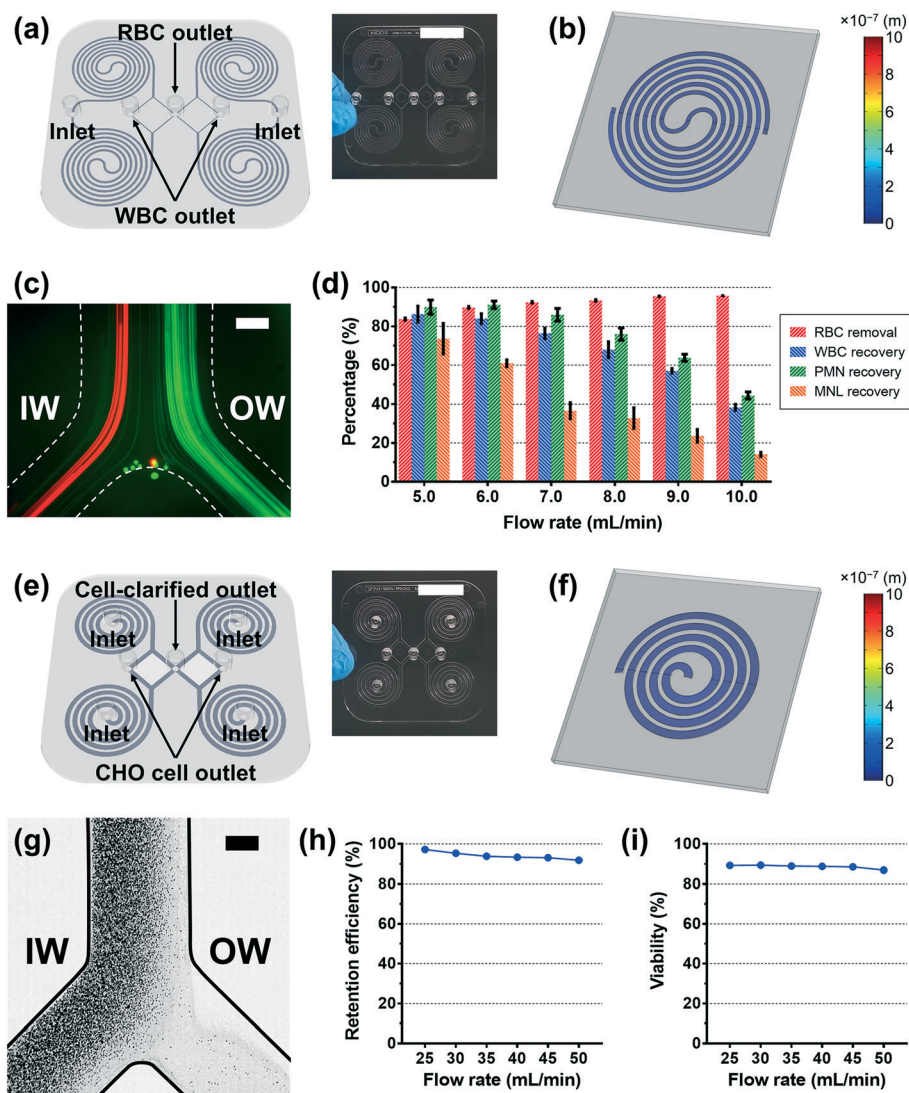 (a)
RBC outlet
Inlet
Inlet
WBC outlet
(b)
×10⁻⁷ (m)
10
8
6
4
2
0
(c)
IW
OW
(d)
Percentage (%)
100
80
60
40
20
0
5.0 6.0 7.0 8.0 9.0 10.0
Flow rate (mL/min)
RBC removal
WBC recovery
PMN recovery
MNL recovery
(e)
Cell-clarified outlet
Inlet
Inlet
Inlet
Inlet
CHO cell outlet
(f)
×10⁻⁷ (m)
10
8
6
4
2
0
(g)
IW
OW
(h)
Retention efficiency (%)
100
80
60
40
20
0
25 30 35 40 45 50
Flow rate (mL/min)
(i)
Viability (%)
100
80
60
40
20
0
25 30 35 40 45 50
Flow rate (mL/min)